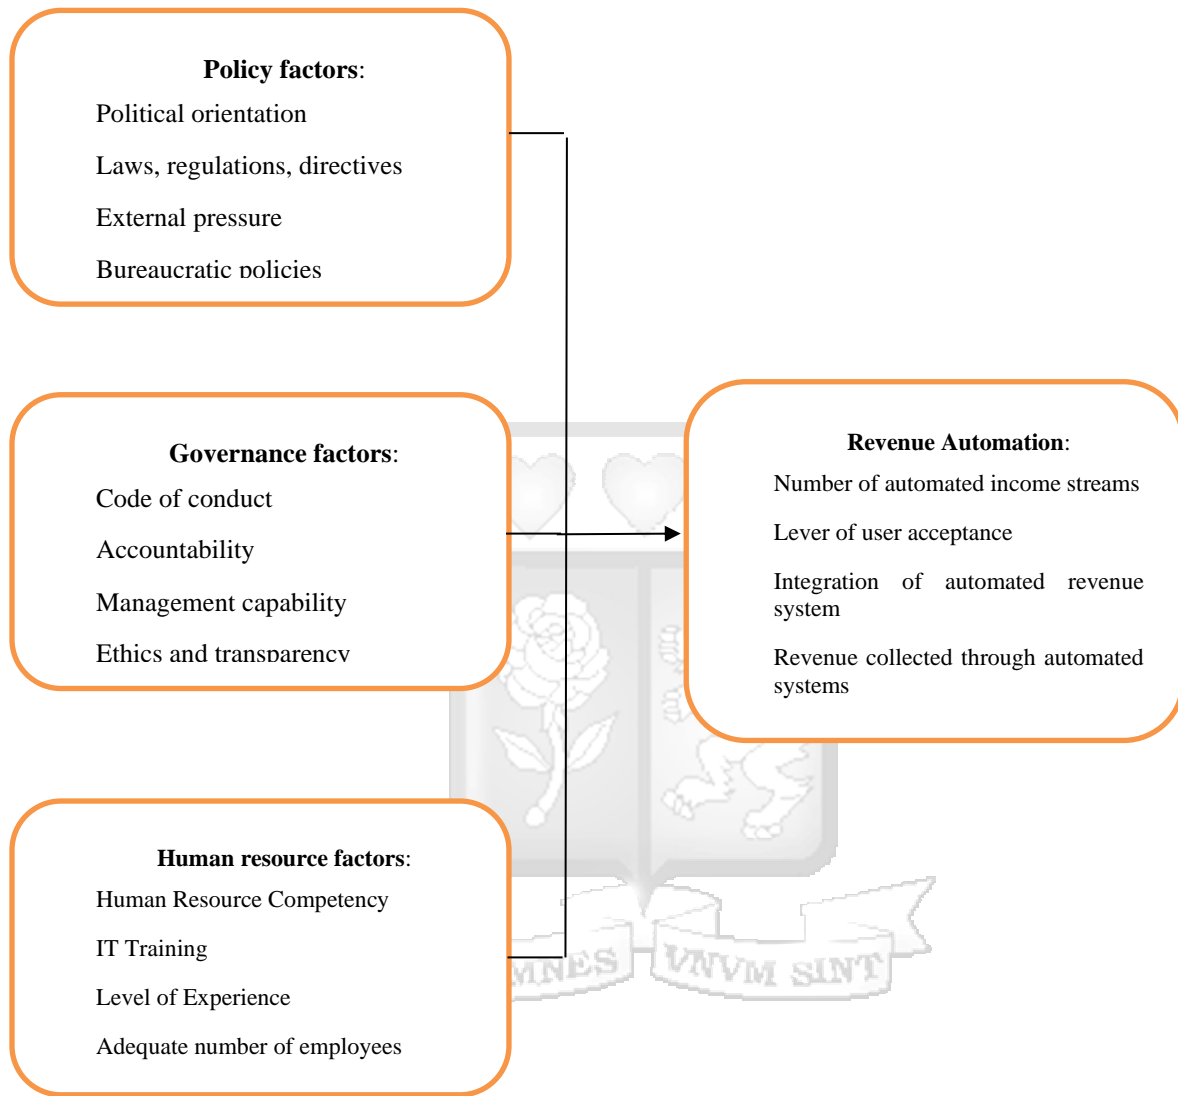 Policy factors:
Political orientation
Laws, regulations, directives
External pressure
Bureaucratic policies
Governance factors:
Code of conduct
Accountability
Management capability
Ethics and transparency
Revenue Automation:
Number of automated income streams
Lever of user acceptance
Integration of automated revenue
system
Revenue collected through automated
systems
Human resource factors:
Human Resource Competency
IT Training
Level of Experience
Adequate number of employees
MNES VNVM SINT